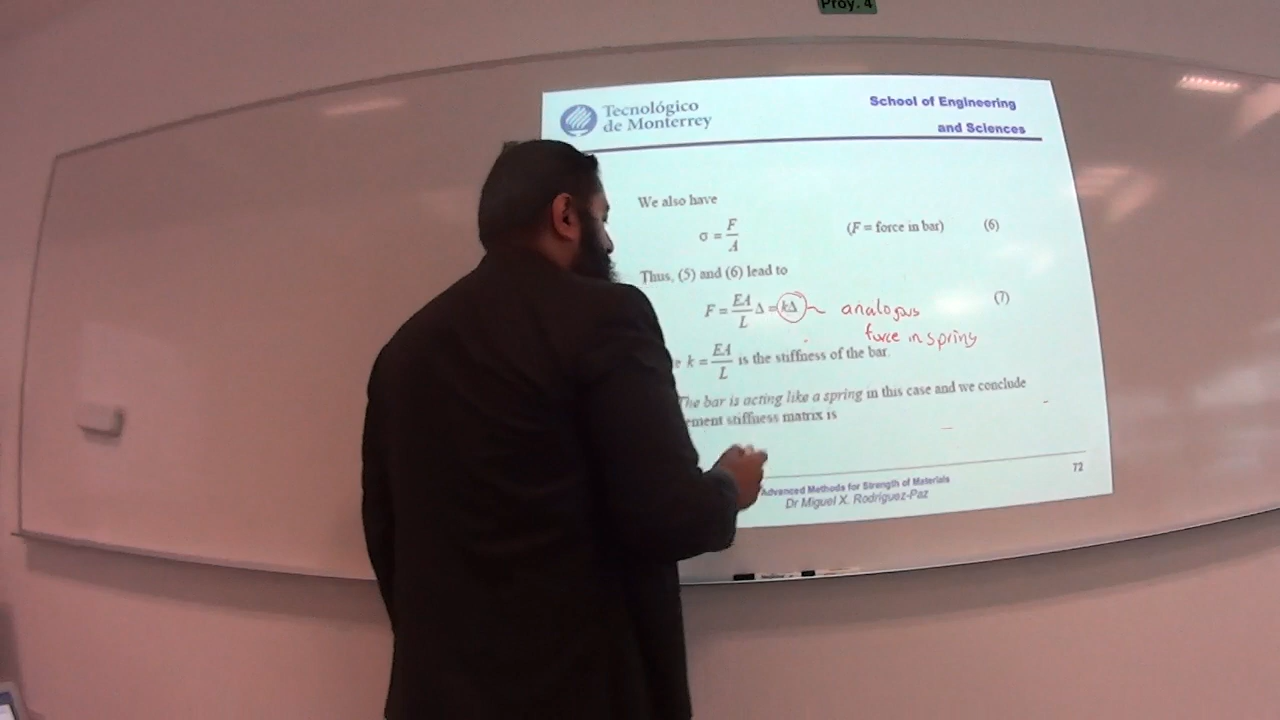 Proy. 4
Tecnológico
de Monterrey
School of Engineering
and Sciences
We also have
σ = F/A (F = force in bar) (6)
Thus, (5) and (6) lead to
F = EA/L Δ = kΔ (7)
analogous
force in spring
k = EA/L is the stiffness of the bar.
The bar is acting like a spring in this case and we conclude
stiffness matrix is
72
Advanced Methods for Strength of Materials
Dr Miguel X. Rodríguez-Paz